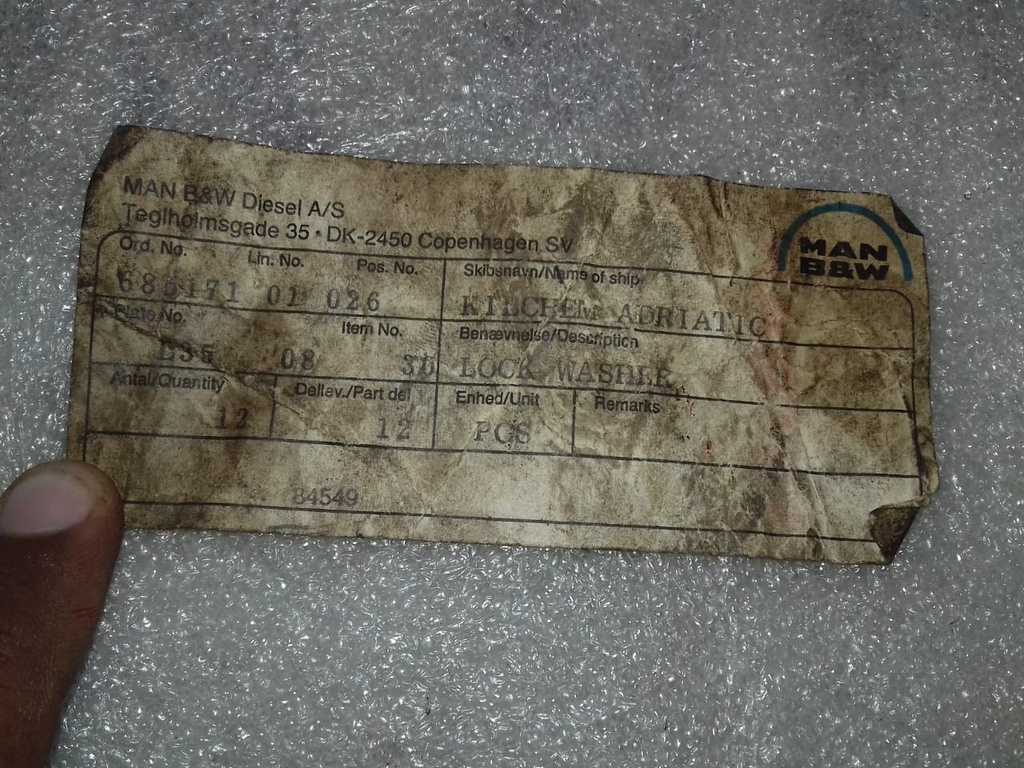 MAN B&W Diesel A/S
Teglholmsgade 35 · DK-2450 Copenhagen SV
MAN
B&W
Ord. No. Lin. No. Pos. No. Skibsnavn/Name of ship
01 026 ADRIATIC
Plate No. Item No. Benævnelse/Description
08 LOCK WASHER
Antal/Quantity Dellev./Part del Enhed/Unit Remarks
12 12 PCS
84549